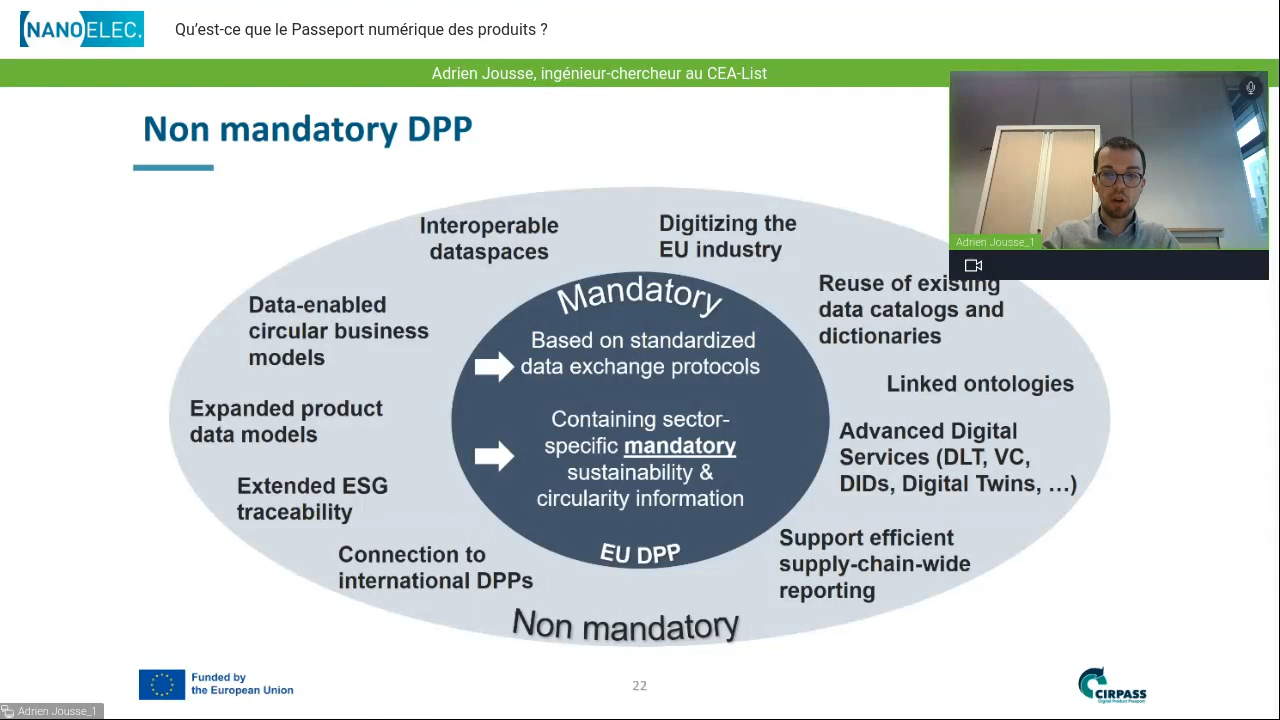 NANOELEC.
Qu'est-ce que le Passeport numérique des produits ?
Adrien Jousse, ingénieur-chercheur au CEA-List
Non mandatory DPP
Adrien Jousse_1
Interoperable
dataspaces
Digitizing the
EU industry
Reuse of existing
data catalogs and
dictionaries
Data-enabled
circular business
models
Mandatory
Based on standardized
data exchange protocols
Linked ontologies
Expanded product
data models
Containing sector-
specific mandatory
sustainability &
circularity information
Advanced Digital
Services (DLT, VC,
DIDs, Digital Twins, …)
Extended ESG
traceability
EU DPP
Connection to
international DPPs
Support efficient
supply-chain-wide
reporting
Non mandatory
Funded by
the European Union
22
CIRPASS
Digital Product Passport
Adrien Jousse_1